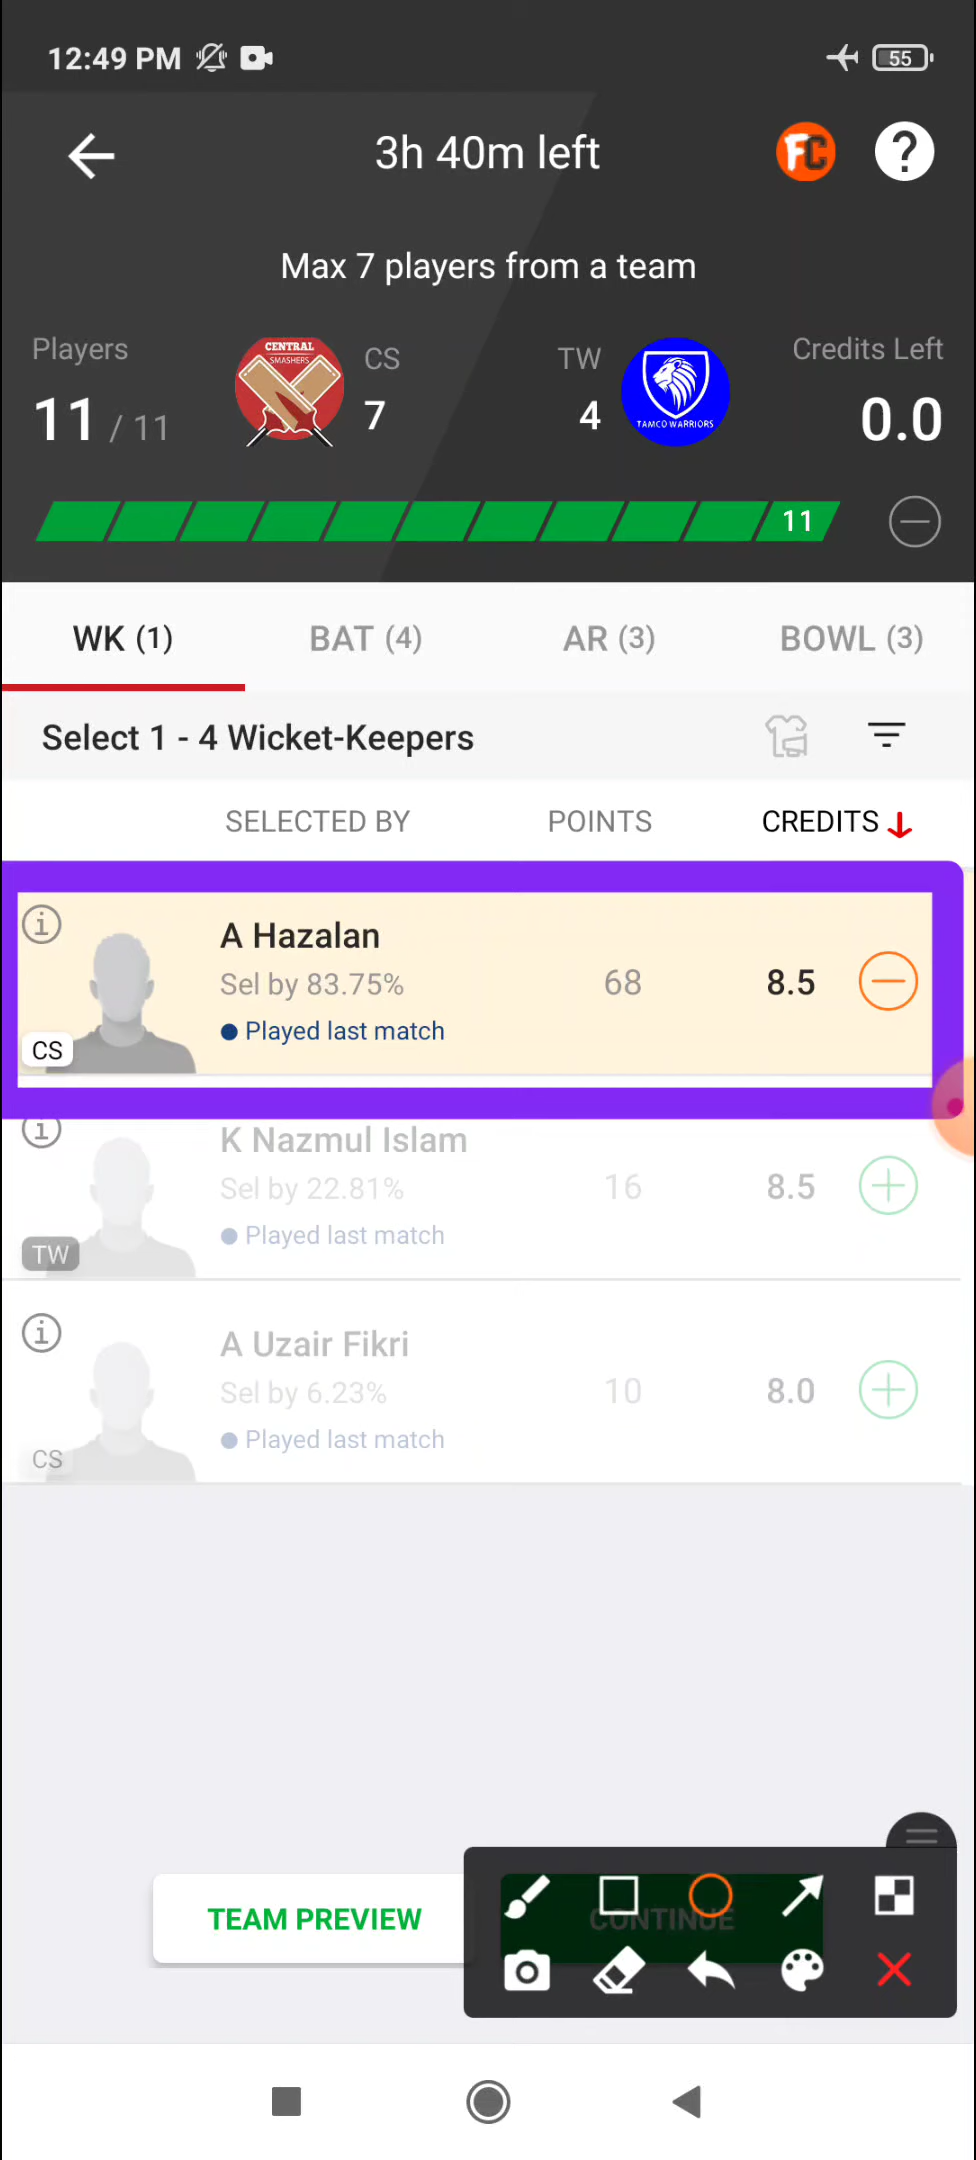 12:49 PM
55
3h 40m left
FC
?
Max 7 players from a team
Players
CENTRAL
SMASHERS
CS
TW
TAMCO WARRIORS
Credits Left
11 / 11
7
4
0.0
11
WK (1)
BAT (4)
AR (3)
BOWL (3)
Select 1 - 4 Wicket-Keepers
SELECTED BY
POINTS
CREDITS
i
A Hazalan
Sel by 83.75%
68
8.5
Played last match
CS
i
K Nazmul Islam
Sel by 22.81%
16
8.5
Played last match
TW
i
A Uzair Fikri
Sel by 6.23%
10
8.0
Played last match
CS
TEAM PREVIEW
CONTINUE